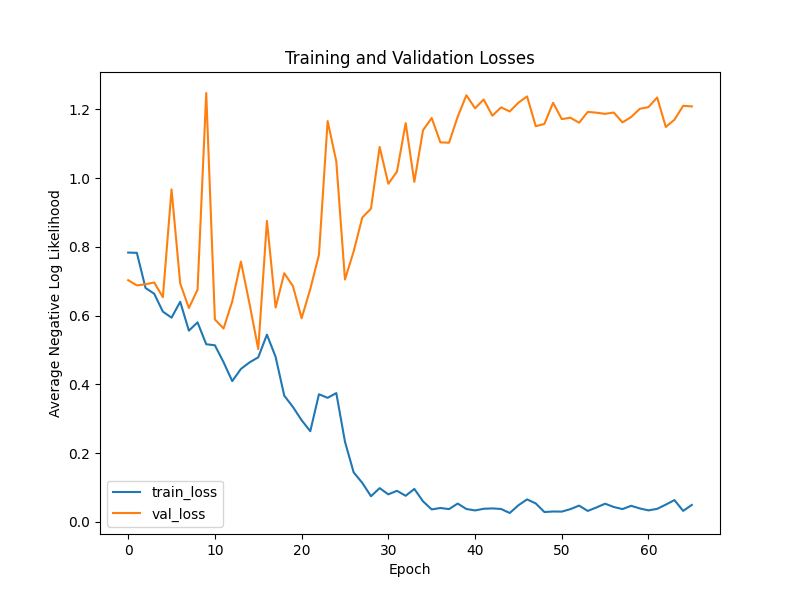 Training and Validation Losses
Average Negative Log Likelihood
1.2
1.0
0.8
0.6
0.4
0.2
0.0
train_loss
val_loss
0 10 20 30 40 50 60
Epoch